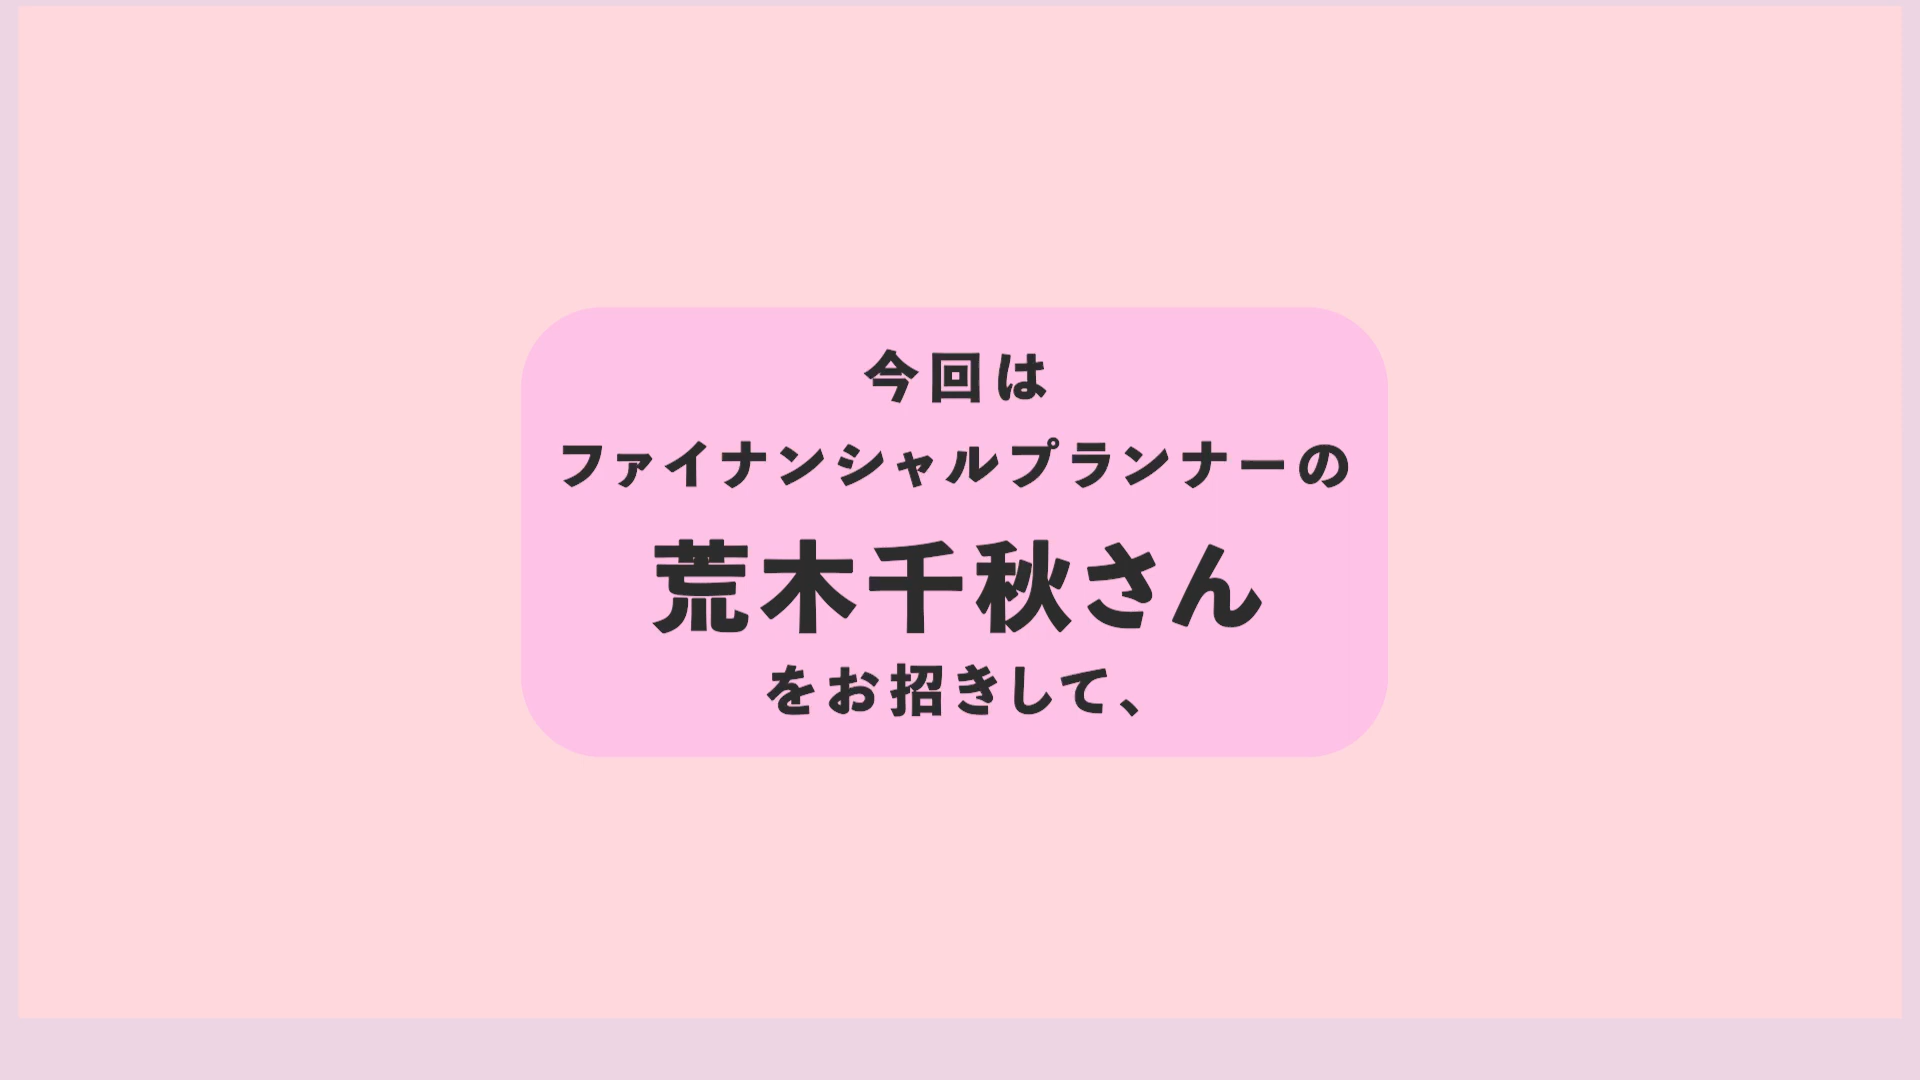 今回は
ファイナンシャルプランナーの
荒木千秋さん
をお招きして、